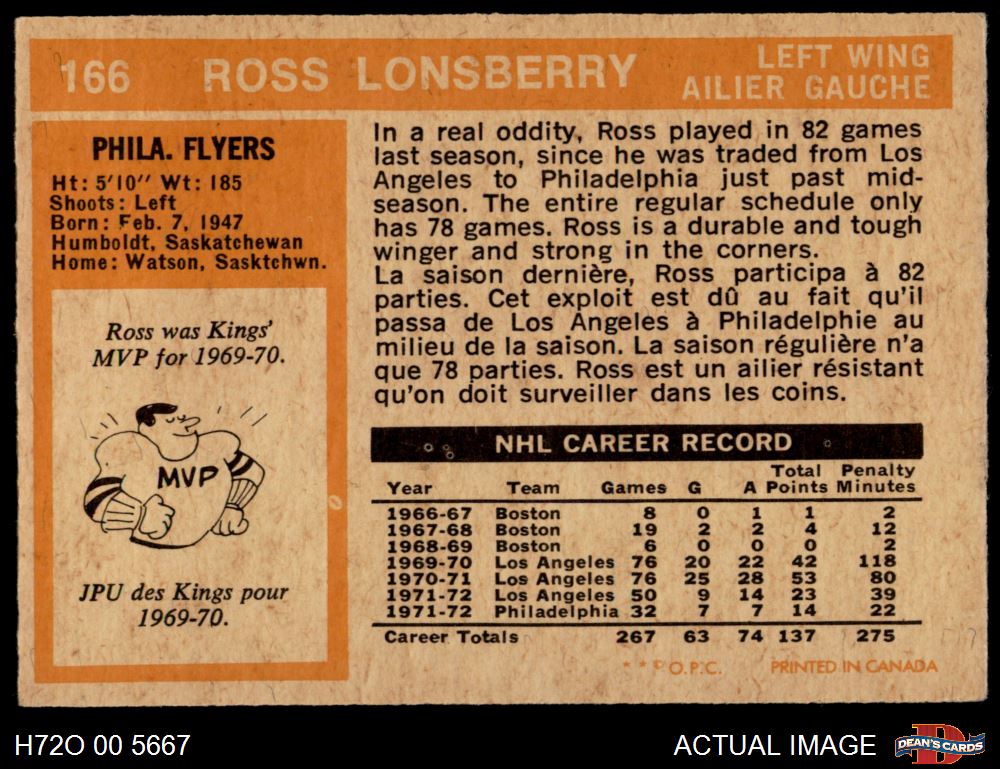 166 ROSS LONSBERRY
LEFT WING
AILIER GAUCHE
PHILA. FLYERS
Ht: 5'10" Wt: 185
Shoots: Left
Born: Feb. 7, 1947
Humboldt, Saskatchewan
Home: Watson, Sasktchwn.
Ross was Kings'
MVP for 1969-70.
MVP
JPU des Kings pour
1969-70.
In a real oddity, Ross played in 82 games
last season, since he was traded from Los
Angeles to Philadelphia just past mid-
season. The entire regular schedule only
has 78 games. Ross is a durable and tough
winger and strong in the corners.
La saison dernière, Ross participa à 82
parties. Cet exploit est dû au fait qu'il
passa de Los Angeles à Philadelphie au
milieu de la saison. La saison régulière n'a
que 78 parties. Ross est un ailier résistant
qu'on doit surveiller dans les coins.
NHL CAREER RECORD
Total Penalty
Year Team Games G A Points Minutes
1966-67 Boston 8 0 1 1 2
1967-68 Boston 19 2 2 4 12
1968-69 Boston 6 0 0 0 2
1969-70 Los Angeles 76 20 22 42 118
1970-71 Los Angeles 76 25 28 53 80
1971-72 Los Angeles 50 9 14 23 39
1971-72 Philadelphia 32 7 7 14 22
Career Totals 267 63 74 137 275
* * © O.P.C. PRINTED IN CANADA
H72O 00 5667
ACTUAL IMAGE
D
DEAN'S CARDS